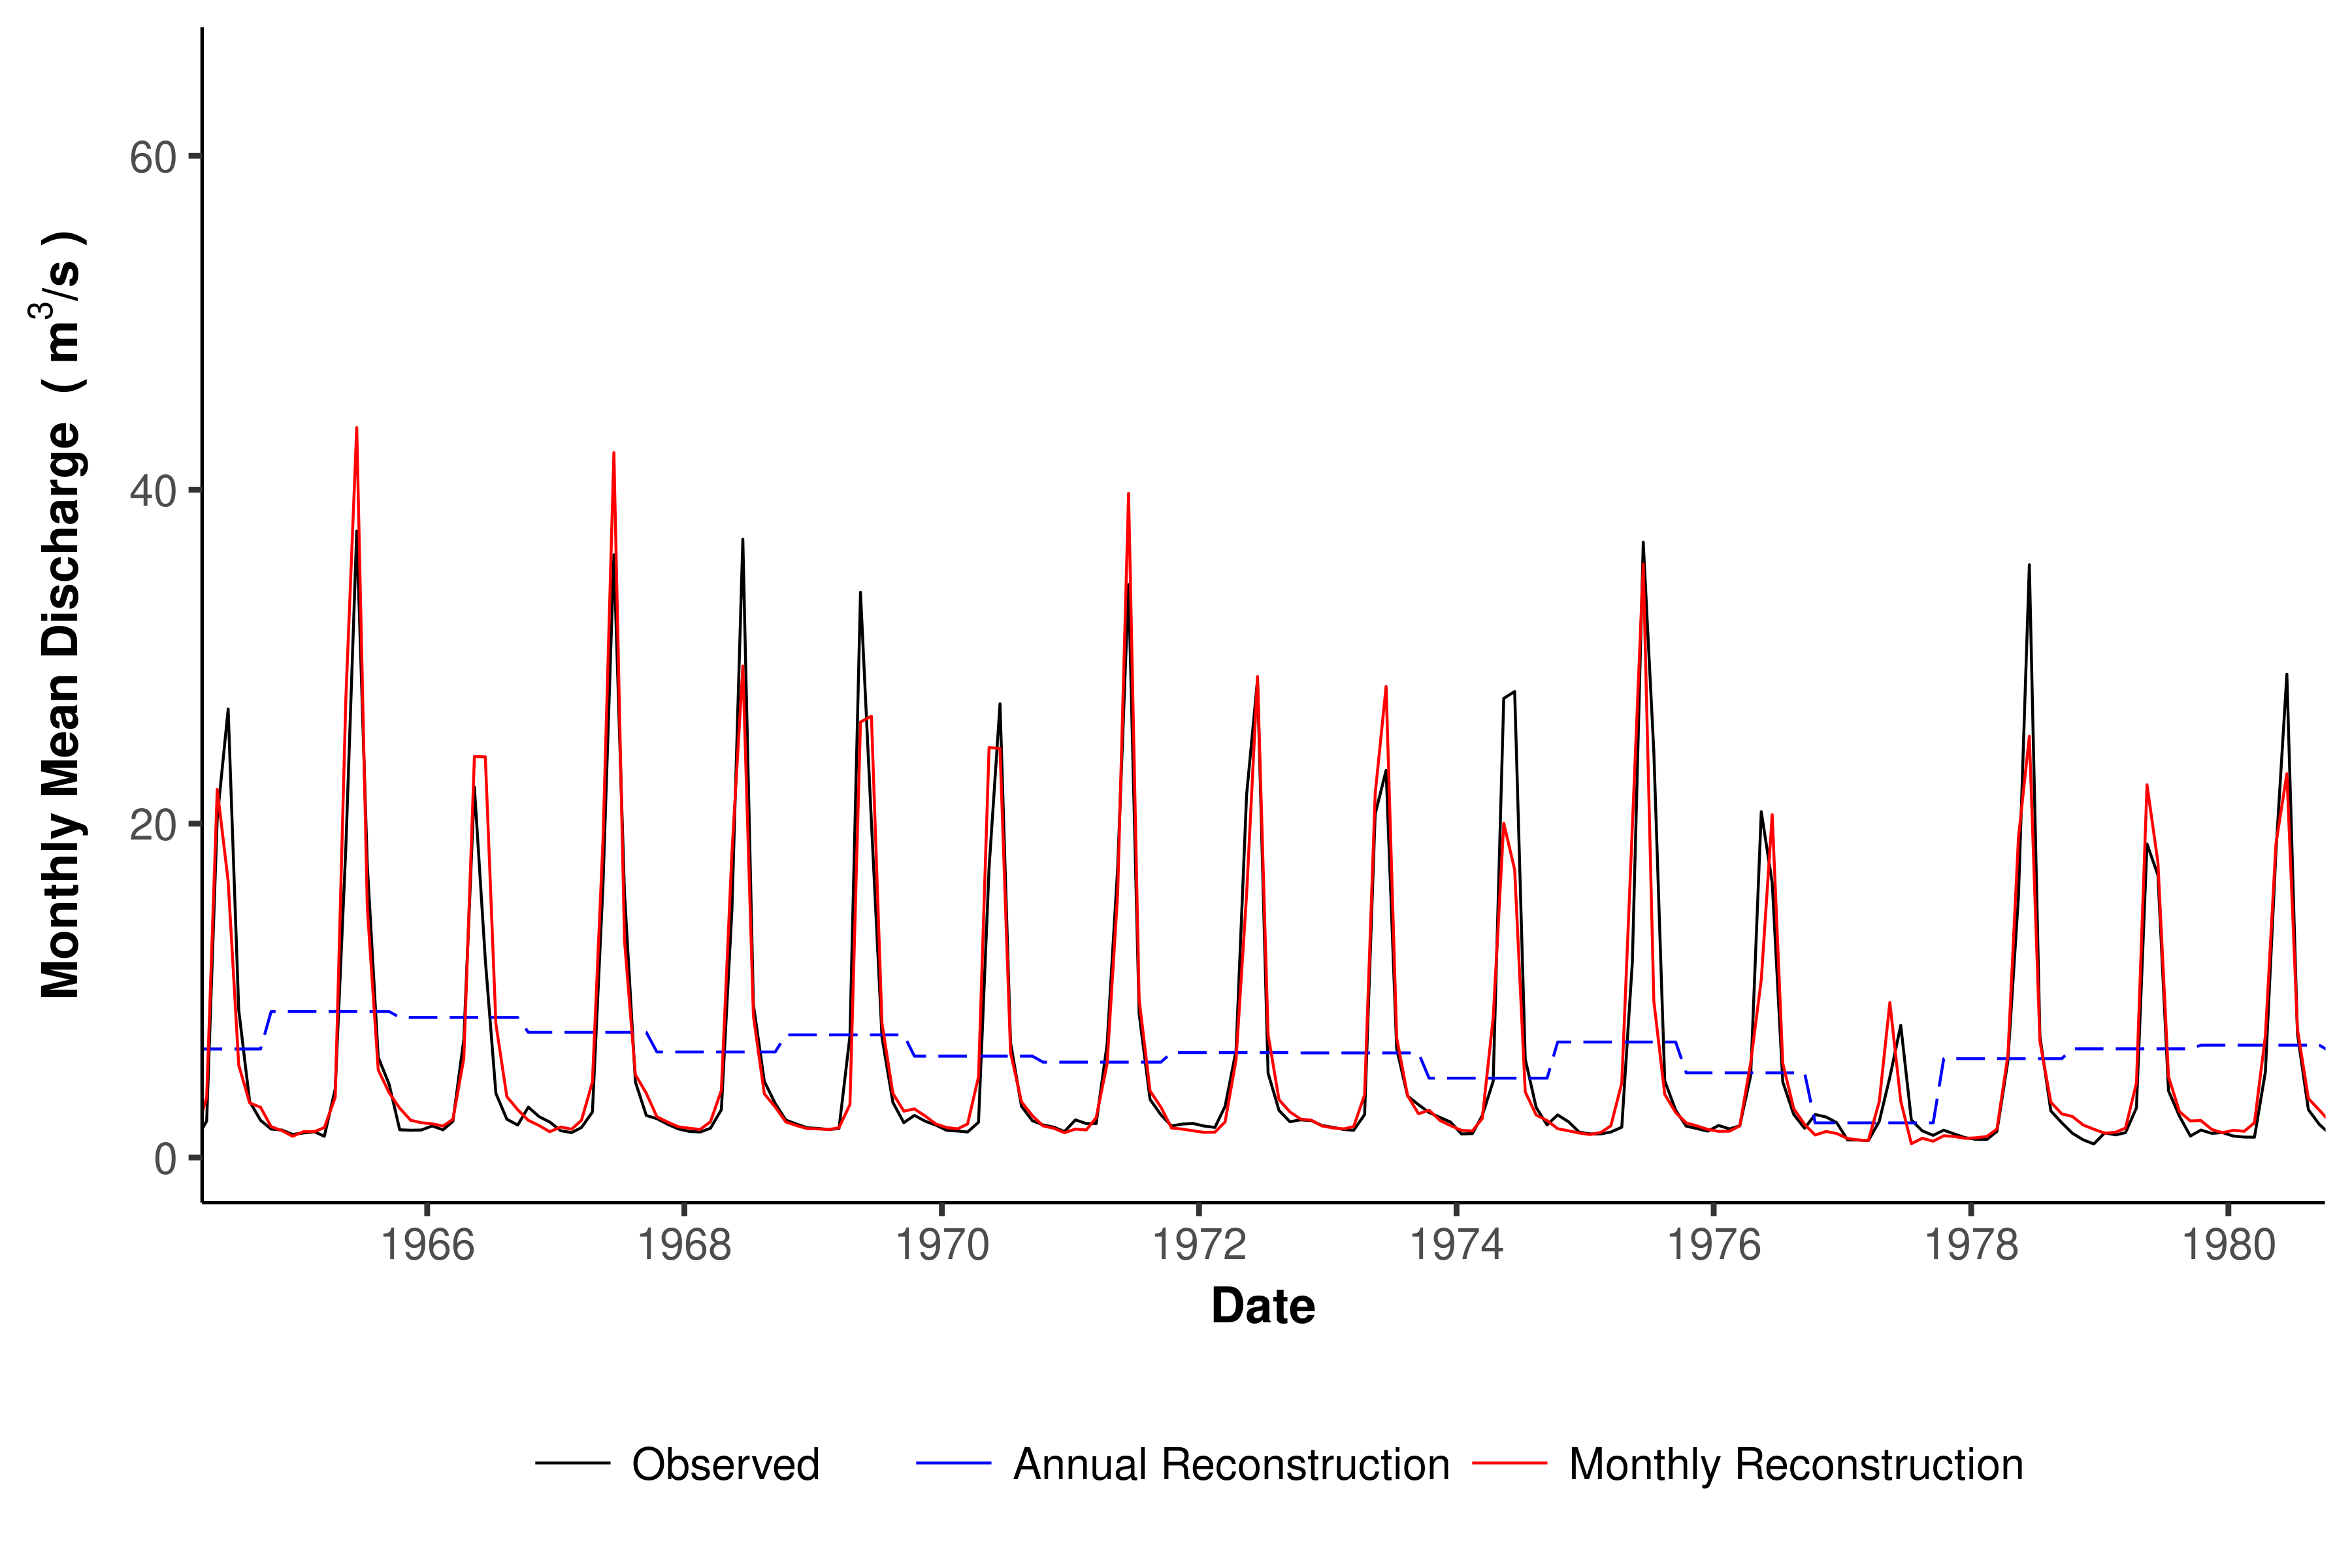 Monthly Mean Discharge ( m³/s )
60
40
20
0
1966 1968 1970 1972 1974 1976 1978 1980
Date
Observed Annual Reconstruction Monthly Reconstruction